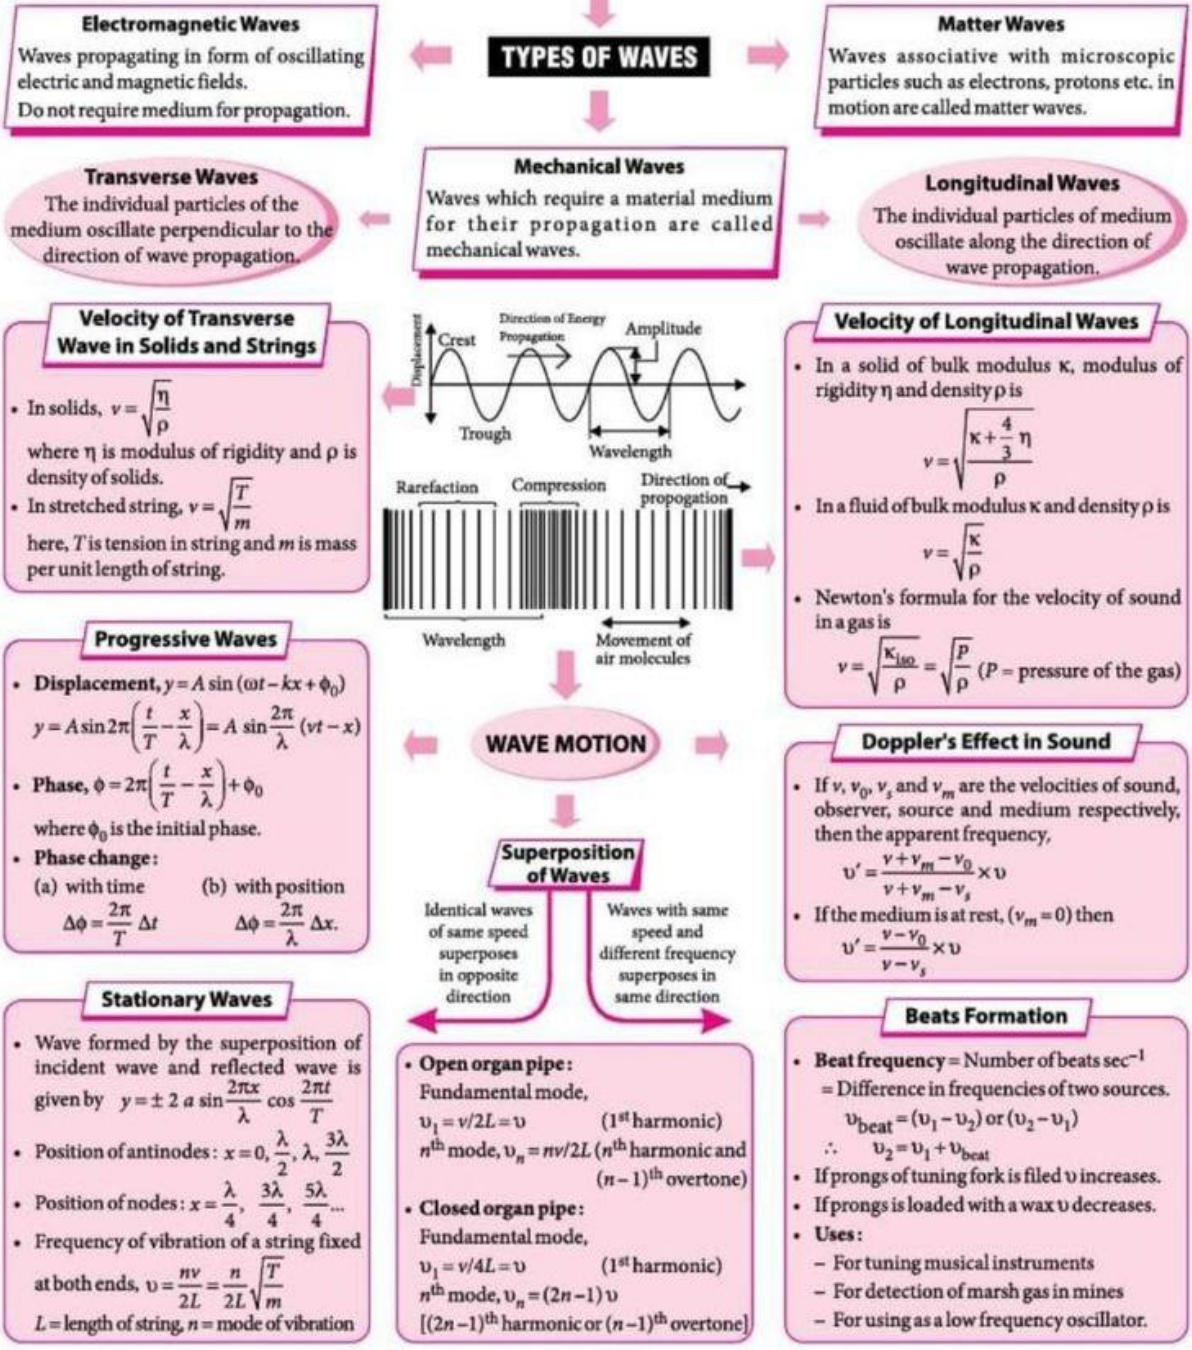 Electromagnetic Waves
Waves propagating in form of oscillating
electric and magnetic fields.
Do not require medium for propagation.
TYPES OF WAVES
Matter Waves
Waves associative with microscopic
particles such as electrons, protons etc. in
motion are called matter waves.
Transverse Waves
The individual particles of the
medium oscillate perpendicular to the
direction of wave propagation.
Mechanical Waves
Waves which require a material medium
for their propagation are called
mechanical waves.
Longitudinal Waves
The individual particles of medium
oscillate along the direction of
wave propagation.
Velocity of Transverse
Wave in Solids and Strings
• In solids, v = √(η/ρ)
where η is modulus of rigidity and ρ is
density of solids.
• In stretched string, v = √(T/m)
here, T is tension in string and m is mass
per unit length of string.
Displacement
Crest
Direction of Energy
Propagation
Amplitude
Trough
Wavelength
Rarefaction
Compression
Direction of
propogation
Wavelength
Movement of
air molecules
Velocity of Longitudinal Waves
• In a solid of bulk modulus κ, modulus of
rigidity η and density ρ is
v = √((κ + 4/3 η)/ρ)
• In a fluid of bulk modulus κ and density ρ is
v = √(κ/ρ)
• Newton's formula for the velocity of sound
in a gas is
v = √(κiso/ρ) = √(P/ρ) (P = pressure of the gas)
Progressive Waves
• Displacement, y = A sin (ωt – kx + ϕ₀)
y = A sin 2π(t/T – x/λ) = A sin 2π/λ (vt – x)
• Phase, ϕ = 2π(t/T – x/λ) + ϕ₀
where ϕ₀ is the initial phase.
• Phase change:
(a) with time (b) with position
Δϕ = 2π/T Δt Δϕ = 2π/λ Δx.
WAVE MOTION
Superposition
of Waves
Identical waves
of same speed
superposes
in opposite
direction
Waves with same
speed and
different frequency
superposes in
same direction
Doppler's Effect in Sound
• If v, v₀, vₛ and vₘ are the velocities of sound,
observer, source and medium respectively,
then the apparent frequency,
υ′ = (v + vₘ – v₀)/(v + vₘ – vₛ) × υ
• If the medium is at rest, (vₘ = 0) then
υ′ = (v – v₀)/(v – vₛ) × υ
Stationary Waves
• Wave formed by the superposition of
incident wave and reflected wave is
given by y = ± 2 a sin 2πx/λ cos 2πt/T
• Position of antinodes : x = 0, λ/2, λ, 3λ/2
• Position of nodes : x = λ/4, 3λ/4, 5λ/4 ...
• Frequency of vibration of a string fixed
at both ends, υ = nv/2L = n/2L √(T/m)
L = length of string, n = mode of vibration
• Open organ pipe:
Fundamental mode,
υ₁ = v/2L = υ (1st harmonic)
nth mode, υₙ = nv/2L (nth harmonic and
(n – 1)th overtone)
• Closed organ pipe:
Fundamental mode,
υ₁ = v/4L = υ (1st harmonic)
nth mode, υₙ = (2n – 1) υ
[(2n – 1)th harmonic or (n – 1)th overtone]
Beats Formation
• Beat frequency = Number of beats sec⁻¹
= Difference in frequencies of two sources.
υbeat = (υ₁ – υ₂) or (υ₂ – υ₁)
∴ υ₂ = υ₁ + υbeat
• If prongs of tuning fork is filed υ increases.
• If prongs is loaded with a wax υ decreases.
• Uses:
– For tuning musical instruments
– For detection of marsh gas in mines
– For using as a low frequency oscillator.